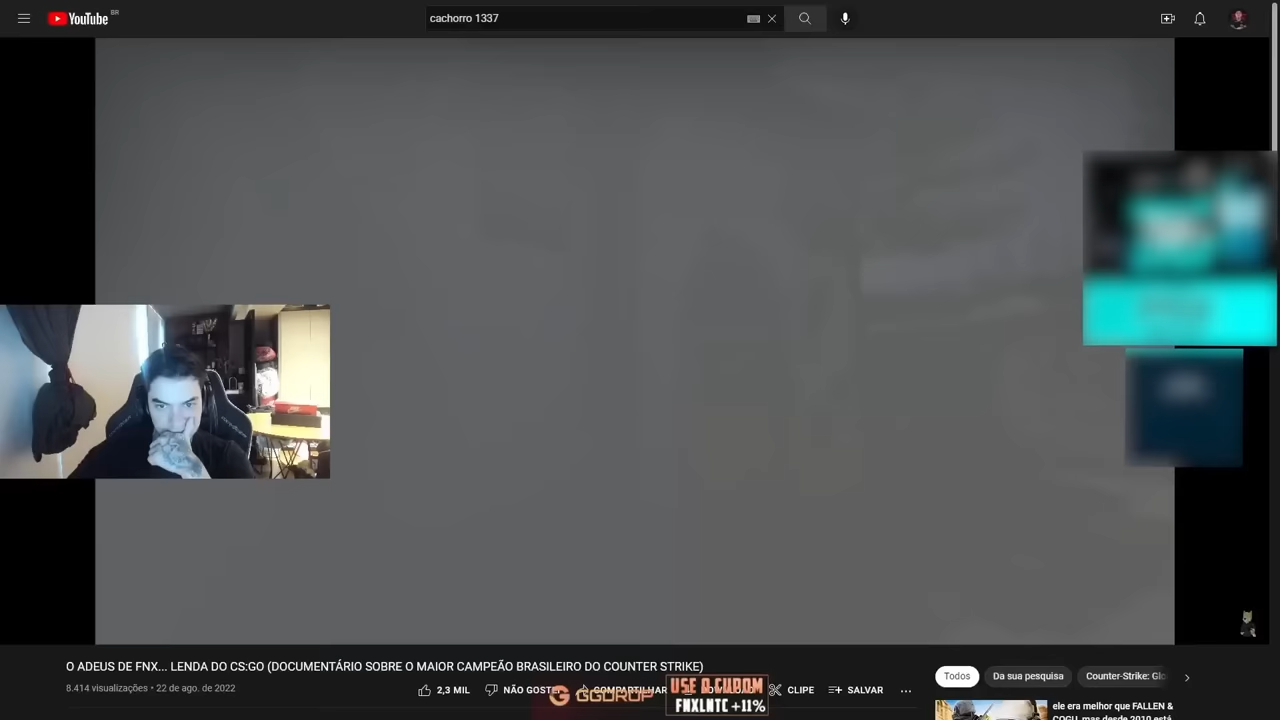 YouTube BR
cachorro 1337
O ADEUS DE FNX... LENDA DO CS:GO (DOCUMENTÁRIO SOBRE O MAIOR CAMPEÃO BRASILEIRO DO COUNTER STRIKE)
8.414 visualizações • 22 de ago. de 2022
2,3 MIL
NÃO GOSTEI
COMPARTILHAR
CLIPE
SALVAR
GGDROP
USE O CUPOM
FNXLNTC +11%
Todos
Da sua pesquisa
Counter-Strike: Glo
ele era melhor que FALLEN &
COGU, mas desde 2010 está